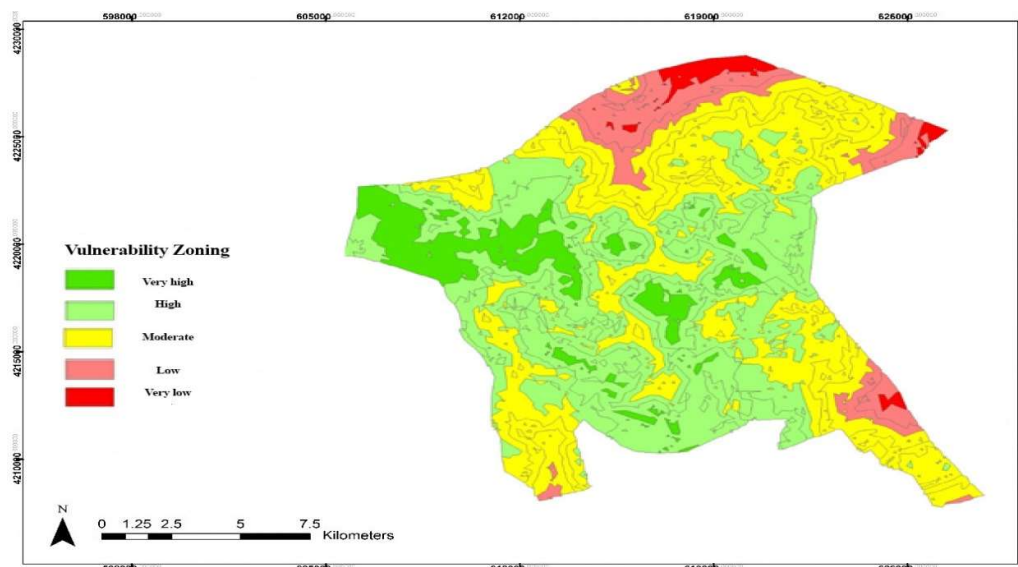 598000 605000 612000 619000 626000
4230000
4225000
4220000
4215000
4210000
Vulnerability Zoning
Very high
High
Moderate
Low
Very low
N
0 1.25 2.5 5 7.5
Kilometers